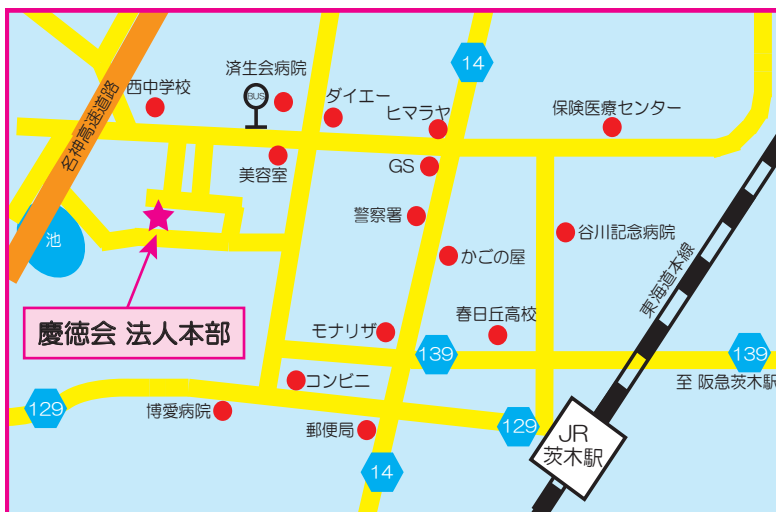 14
済生会病院
西中学校
BUS
ダイエー
ヒマラヤ
保険医療センター
名神高速道路
美容室
GS
警察署
谷川記念病院
池
かごの屋
東海道本線
慶徳会 法人本部
モナリザ
春日丘高校
139
139
コンビニ
至 阪急茨木駅
129
博愛病院
129
郵便局
JR
茨木駅
14